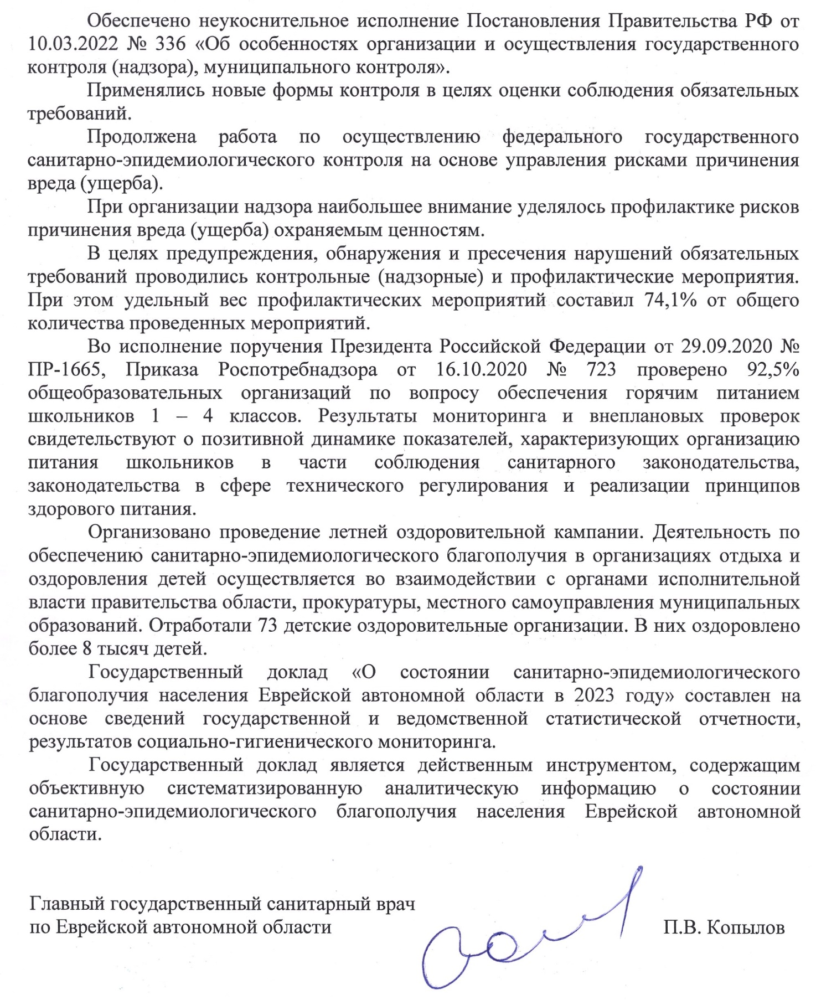 Обеспечено неукоснительное исполнение Постановления Правительства РФ от
10.03.2022 № 336 «Об особенностях организации и осуществления государственного
контроля (надзора), муниципального контроля».
Применялись новые формы контроля в целях оценки соблюдения обязательных
требований.
Продолжена работа по осуществлению федерального государственного
санитарно-эпидемиологического контроля на основе управления рисками причинения
вреда (ущерба).
При организации надзора наибольшее внимание уделялось профилактике рисков
причинения вреда (ущерба) охраняемым ценностям.
В целях предупреждения, обнаружения и пресечения нарушений обязательных
требований проводились контрольные (надзорные) и профилактические мероприятия.
При этом удельный вес профилактических мероприятий составил 74,1% от общего
количества проведенных мероприятий.
Во исполнение поручения Президента Российской Федерации от 29.09.2020 №
ПР-1665, Приказа Роспотребнадзора от 16.10.2020 № 723 проверено 92,5%
общеобразовательных организаций по вопросу обеспечения горячим питанием
школьников 1 – 4 классов. Результаты мониторинга и внеплановых проверок
свидетельствуют о позитивной динамике показателей, характеризующих организацию
питания школьников в части соблюдения санитарного законодательства,
законодательства в сфере технического регулирования и реализации принципов
здорового питания.
Организовано проведение летней оздоровительной кампании. Деятельность по
обеспечению санитарно-эпидемиологического благополучия в организациях отдыха и
оздоровления детей осуществляется во взаимодействии с органами исполнительной
власти правительства области, прокуратуры, местного самоуправления муниципальных
образований. Отработали 73 детские оздоровительные организации. В них оздоровлено
более 8 тысяч детей.
Государственный доклад «О состоянии санитарно-эпидемиологического
благополучия населения Еврейской автономной области в 2023 году» составлен на
основе сведений государственной и ведомственной статистической отчетности,
результатов социально-гигиенического мониторинга.
Государственный доклад является действенным инструментом, содержащим
объективную систематизированную аналитическую информацию о состоянии
санитарно-эпидемиологического благополучия населения Еврейской автономной
области.
Главный государственный санитарный врач
по Еврейской автономной области П.В. Копылов